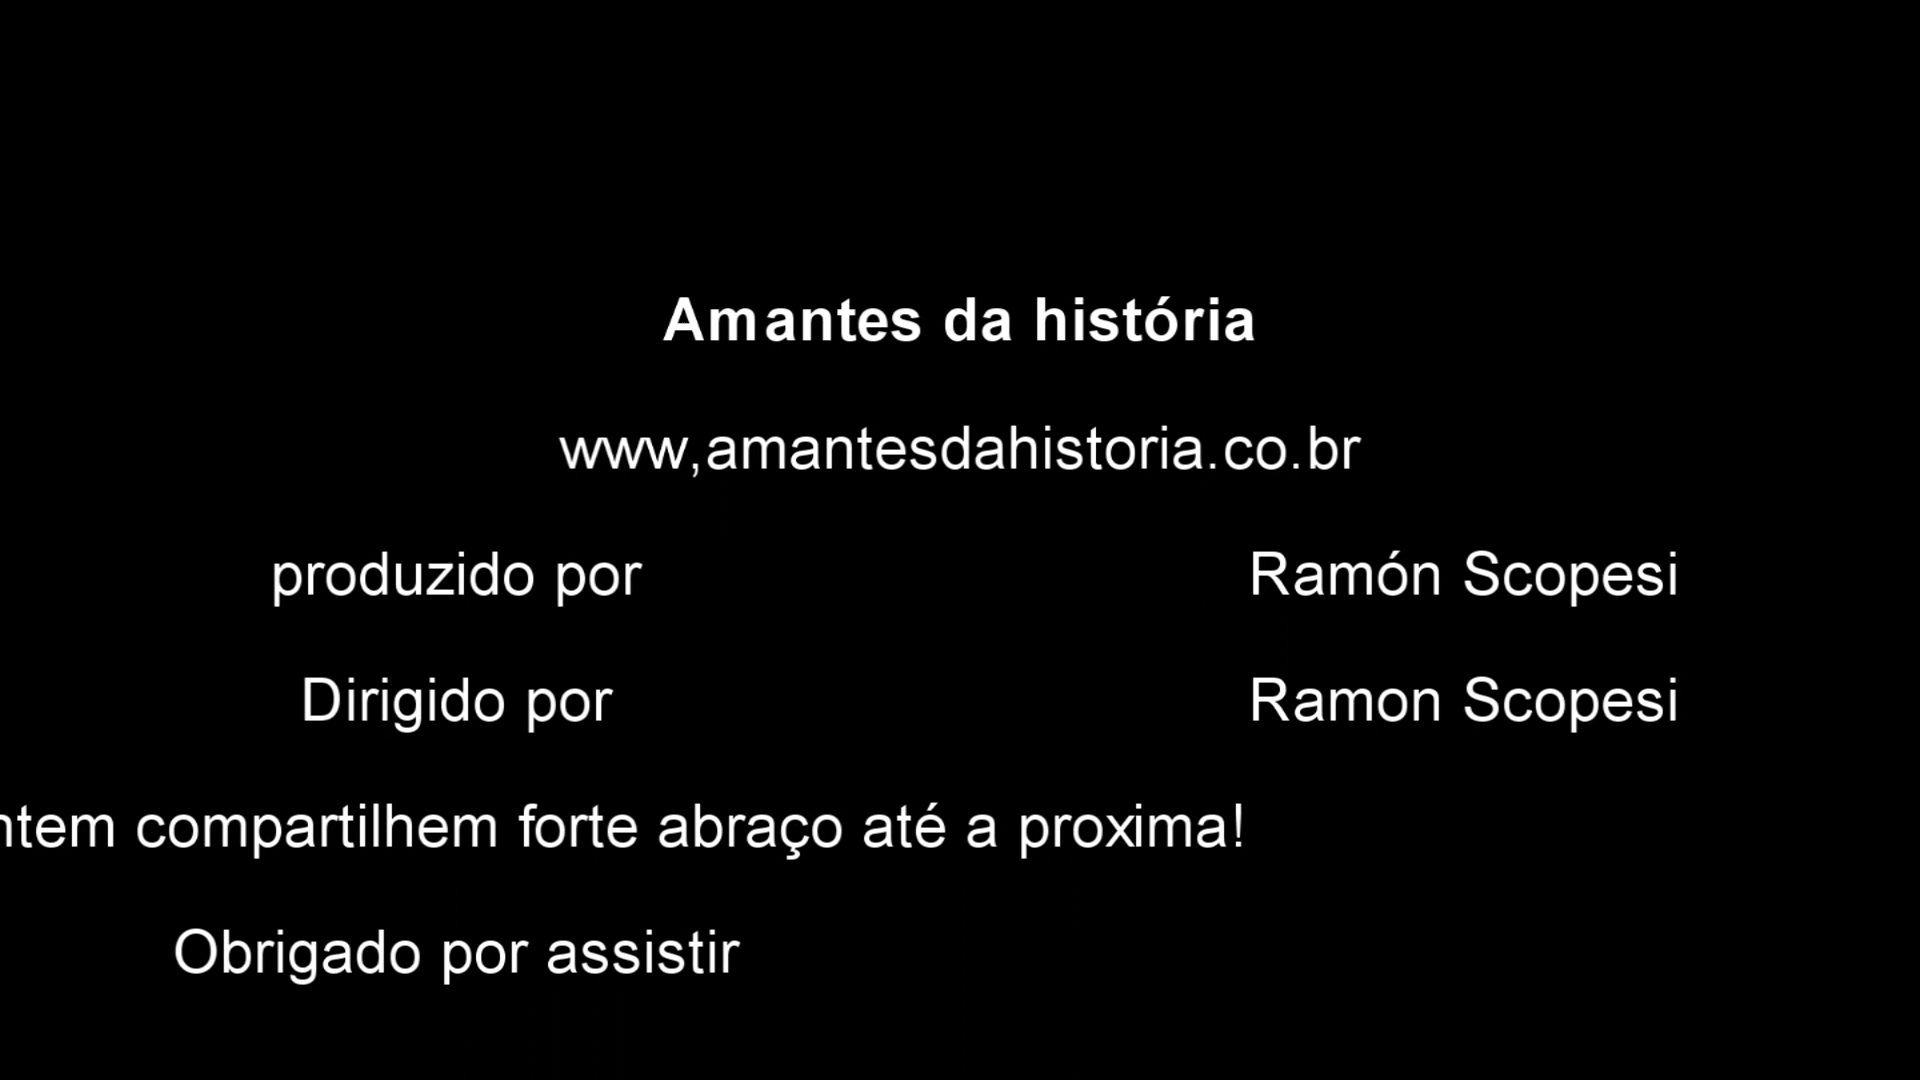 Amantes da história
www,amantesdahistoria.co.br
produzido por Ramón Scopesi
Dirigido por Ramon Scopesi
compartilhem forte abraço até a proxima!
Obrigado por assistir